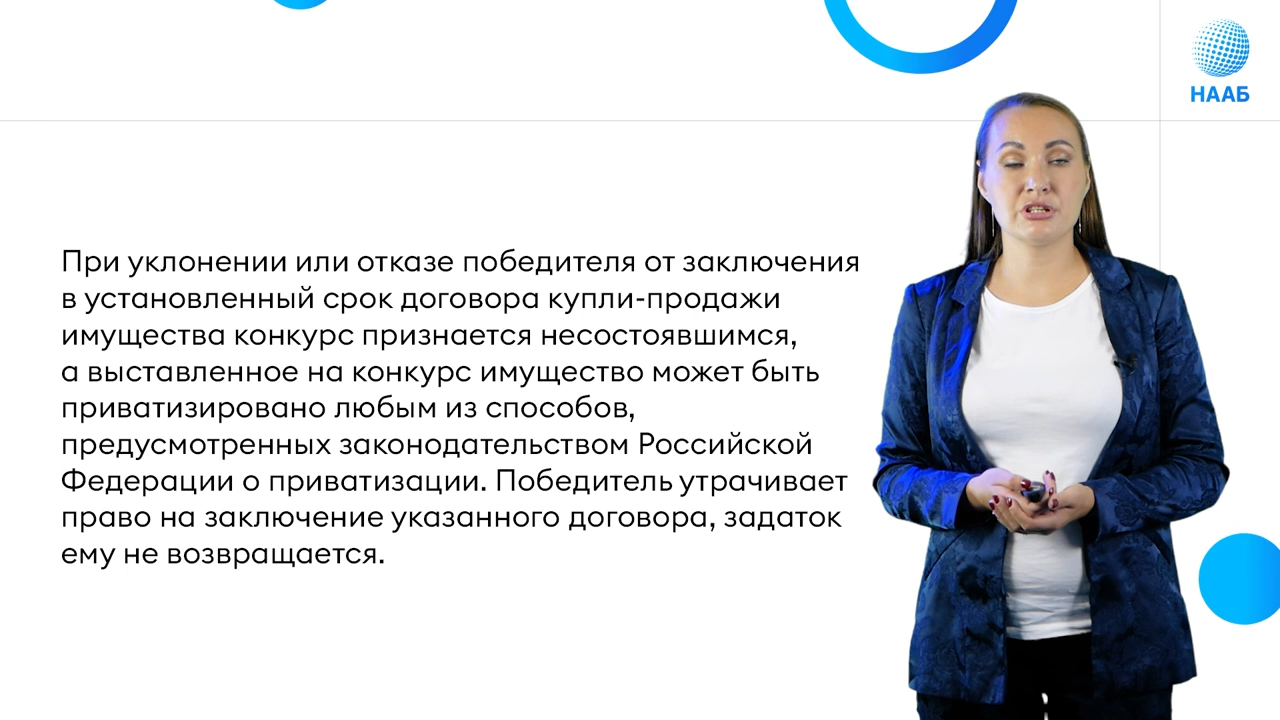 НААБ
При уклонении или отказе победителя от заключения
в установленный срок договора купли-продажи
имущества конкурс признается несостоявшимся,
а выставленное на конкурс имущество может быть
приватизировано любым из способов,
предусмотренных законодательством Российской
Федерации о приватизации. Победитель утрачивает
право на заключение указанного договора, задаток
ему не возвращается.